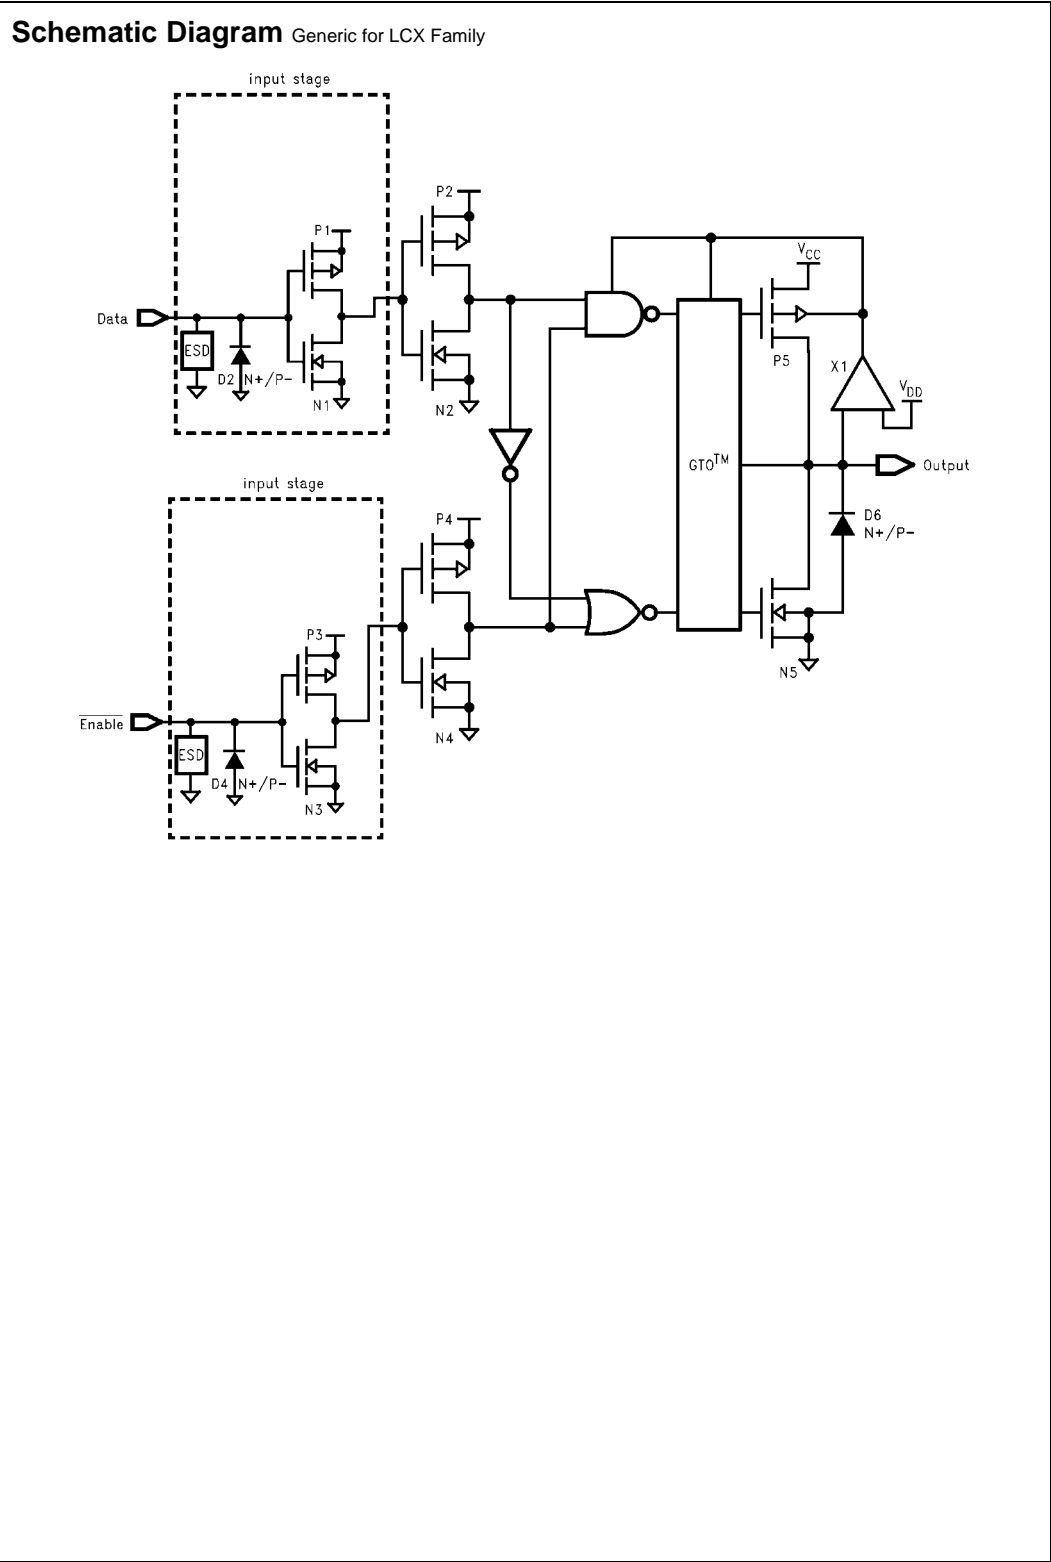 Schematic Diagram Generic for LCX Family
input stage
P2
P1
VCC
Data
ESD
D2 N+/P−
N1
N2
P5
X1
VDD
GTO™
Output
input stage
P4
D6
N+/P−
P3
N5
Enable
ESD
D4 N+/P−
N3
N4